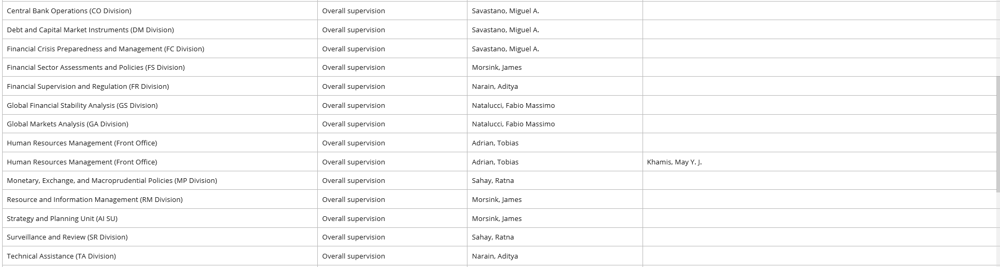 Central Bank Operations (CO Division) Overall supervision Savastano, Miguel A.
Debt and Capital Market Instruments (DM Division) Overall supervision Savastano, Miguel A.
Financial Crisis Preparedness and Management (FC Division) Overall supervision Savastano, Miguel A.
Financial Sector Assessments and Policies (FS Division) Overall supervision Morsink, James
Financial Supervision and Regulation (FR Division) Overall supervision Narain, Aditya
Global Financial Stability Analysis (GS Division) Overall supervision Natalucci, Fabio Massimo
Global Markets Analysis (GA Division) Overall supervision Natalucci, Fabio Massimo
Human Resources Management (Front Office) Overall supervision Adrian, Tobias
Human Resources Management (Front Office) Overall supervision Adrian, Tobias Khamis, May Y. J.
Monetary, Exchange, and Macroprudential Policies (MP Division) Overall supervision Sahay, Ratna
Resource and Information Management (RM Division) Overall supervision Morsink, James
Strategy and Planning Unit (AI SU) Overall supervision Morsink, James
Surveillance and Review (SR Division) Overall supervision Sahay, Ratna
Technical Assistance (TA Division) Overall supervision Narain, Aditya